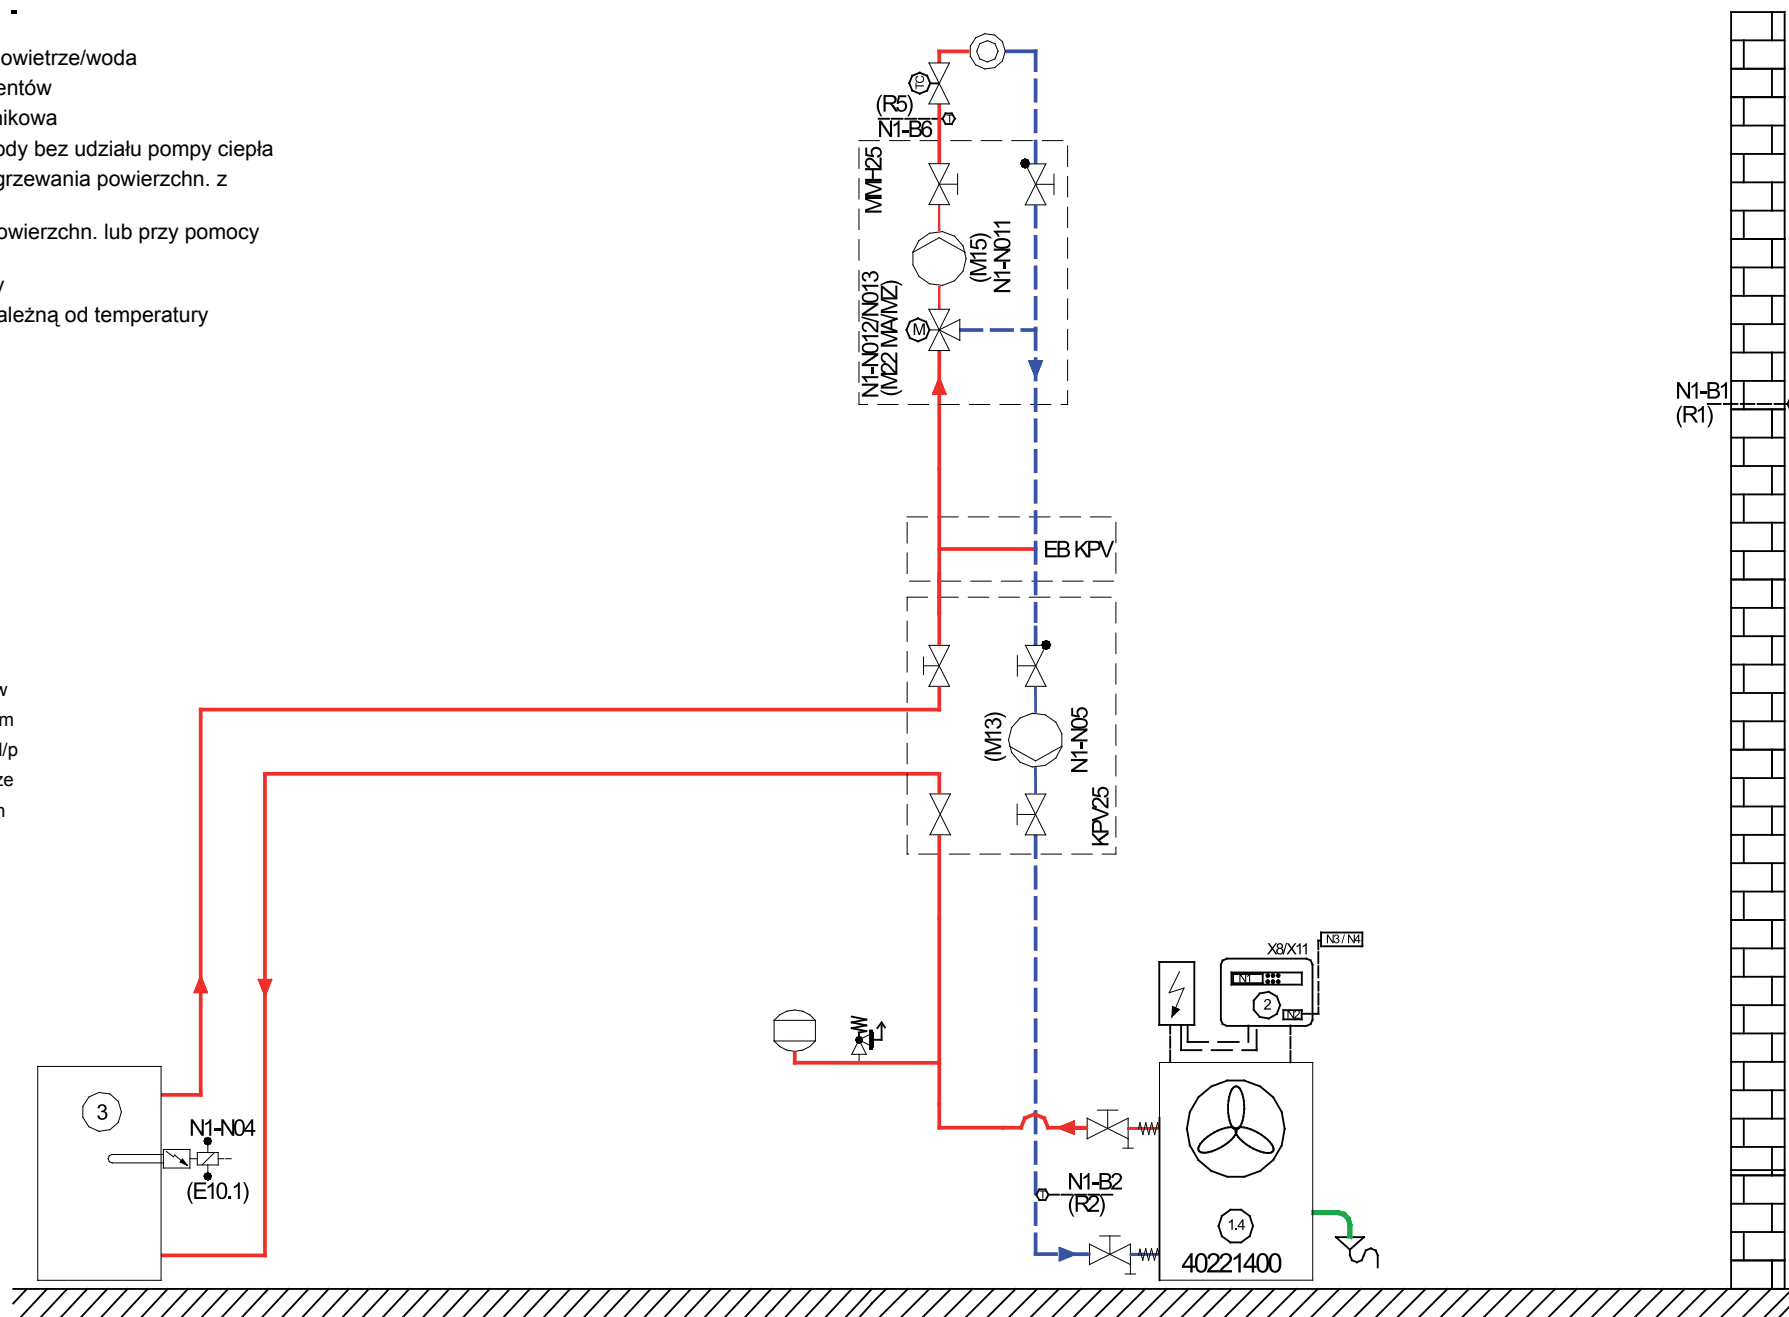 owietrze/woda
entów
nikowa
ody bez udziału pompy ciepła
grzewania powierzchn. z
owierzchn. lub przy pomocy
y
ależną od temperatury
w
m
l/p
ze
h
TC
(R5)
N1-B6
MMH25
(M15)
N1-N011
N1-N012/N013
(M22 MA/MZ)
M
N1-B1
(R1)
EB KPV
(M13)
N1-N05
KPV25
X8/X11
N3 / N4
N1
2
N2
3
N1-N04
(E10.1)
T
N1-B2
(R2)
1.4
40221400